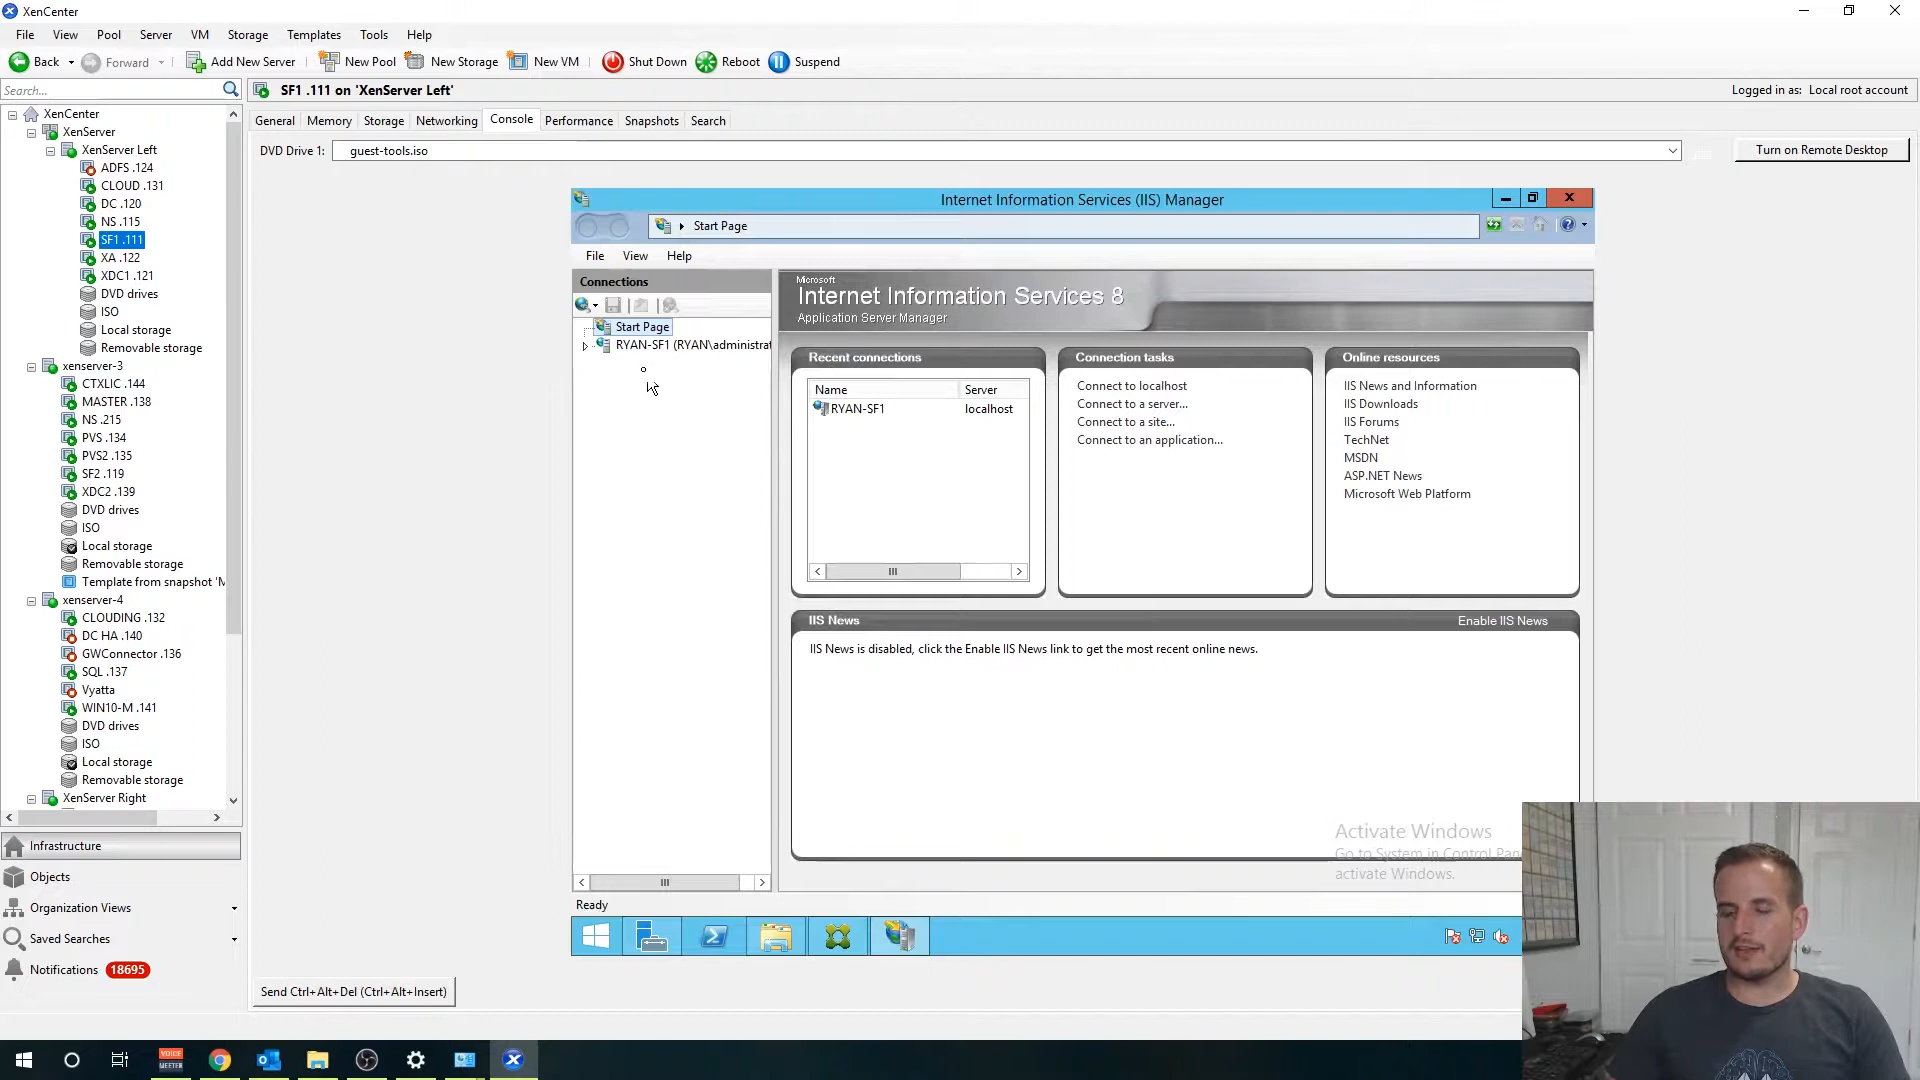 XenCenter
File View Pool Server VM Storage Templates Tools Help
Back Forward Add New Server New Pool New Storage New VM Shut Down Reboot Suspend
Search...
SF1 .111 on 'XenServer Left'
Logged in as: Local root account
General Memory Storage Networking Console Performance Snapshots Search
DVD Drive 1: guest-tools.iso
Turn on Remote Desktop
XenCenter
XenServer
XenServer Left
ADFS .124
CLOUD .131
DC .120
NS .115
SF1 .111
XA .122
XDC1 .121
DVD drives
ISO
Local storage
Removable storage
xenserver-3
CTXLIC .144
MASTER .138
NS .215
PVS .134
PVS2 .135
SF2 .119
XDC2 .139
DVD drives
ISO
Local storage
Removable storage
Template from snapshot 'M
xenserver-4
CLOUDING .132
DC HA .140
GWConnector .136
SQL .137
Vyatta
WIN10-M .141
DVD drives
ISO
Local storage
Removable storage
XenServer Right
Infrastructure
Objects
Organization Views
Saved Searches
Notifications 18695
Internet Information Services (IIS) Manager
Start Page
File View Help
Connections
Start Page
RYAN-SF1 (RYAN\administrat
Microsoft
Internet Information Services 8
Application Server Manager
Recent connections
Name Server
RYAN-SF1 localhost
Connection tasks
Connect to localhost
Connect to a server...
Connect to a site...
Connect to an application...
Online resources
IIS News and Information
IIS Downloads
IIS Forums
TechNet
MSDN
ASP.NET News
Microsoft Web Platform
IIS News
Enable IIS News
IIS News is disabled, click the Enable IIS News link to get the most recent online news.
Activate Windows
Go to System in Control Pan
activate Windows.
Ready
Send Ctrl+Alt+Del (Ctrl+Alt+Insert)
VOICE
MEETER